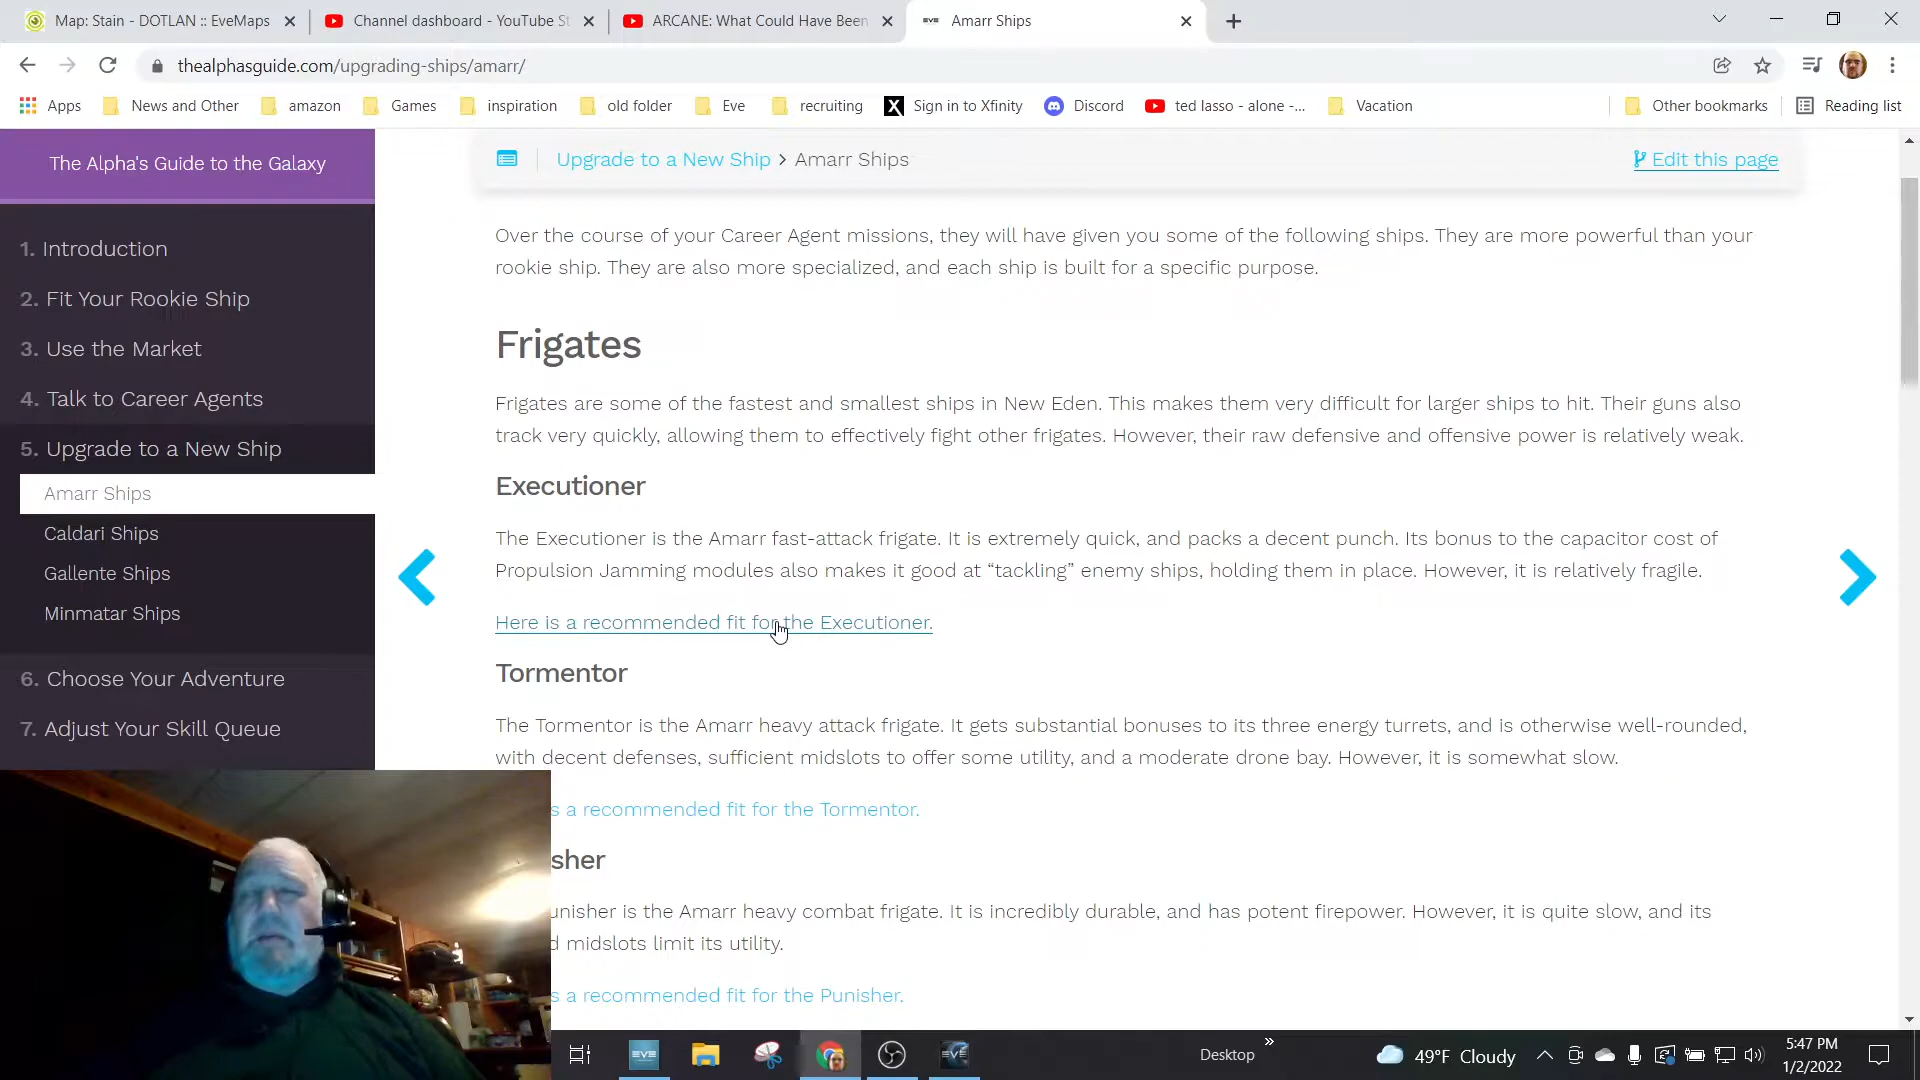 Map: Stain - DOTLAN :: EveMaps
Channel dashboard - YouTube St
ARCANE: What Could Have Been
Amarr Ships
thealphasguide.com/upgrading-ships/amarr/
Apps News and Other amazon Games inspiration old folder Eve recruiting Sign in to Xfinity Discord ted lasso - alone -... Vacation Other bookmarks Reading list
The Alpha's Guide to the Galaxy
1. Introduction
2. Fit Your Rookie Ship
3. Use the Market
4. Talk to Career Agents
5. Upgrade to a New Ship
Amarr Ships
Caldari Ships
Gallente Ships
Minmatar Ships
6. Choose Your Adventure
7. Adjust Your Skill Queue
Upgrade to a New Ship > Amarr Ships
Edit this page
Over the course of your Career Agent missions, they will have given you some of the following ships. They are more powerful than your
rookie ship. They are also more specialized, and each ship is built for a specific purpose.
Frigates
Frigates are some of the fastest and smallest ships in New Eden. This makes them very difficult for larger ships to hit. Their guns also
track very quickly, allowing them to effectively fight other frigates. However, their raw defensive and offensive power is relatively weak.
Executioner
The Executioner is the Amarr fast-attack frigate. It is extremely quick, and packs a decent punch. Its bonus to the capacitor cost of
Propulsion Jamming modules also makes it good at “tackling” enemy ships, holding them in place. However, it is relatively fragile.
Here is a recommended fit for the Executioner.
Tormentor
The Tormentor is the Amarr heavy attack frigate. It gets substantial bonuses to its three energy turrets, and is otherwise well-rounded,
with decent defenses, sufficient midslots to offer some utility, and a moderate drone bay. However, it is somewhat slow.
s a recommended fit for the Tormentor.
sher
unisher is the Amarr heavy combat frigate. It is incredibly durable, and has potent firepower. However, it is quite slow, and its
d midslots limit its utility.
s a recommended fit for the Punisher.
EVE
EVE
Desktop
49°F Cloudy
5:47 PM
1/2/2022